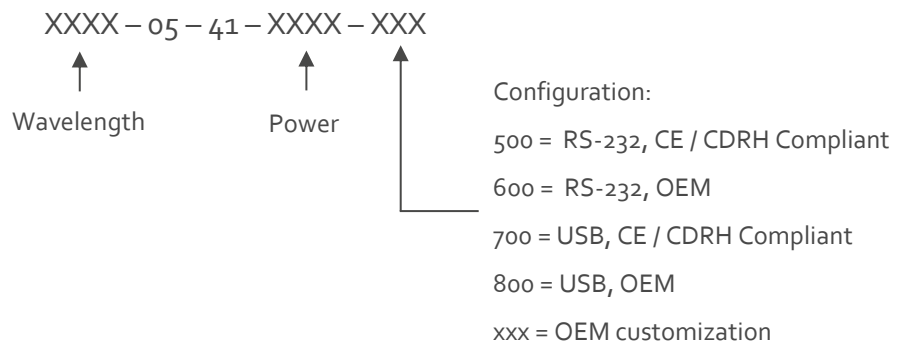 XXXX – 05 – 41 – XXXX – XXX
Wavelength
Power
Configuration:
500 = RS-232, CE / CDRH Compliant
600 = RS-232, OEM
700 = USB, CE / CDRH Compliant
800 = USB, OEM
xxx = OEM customization